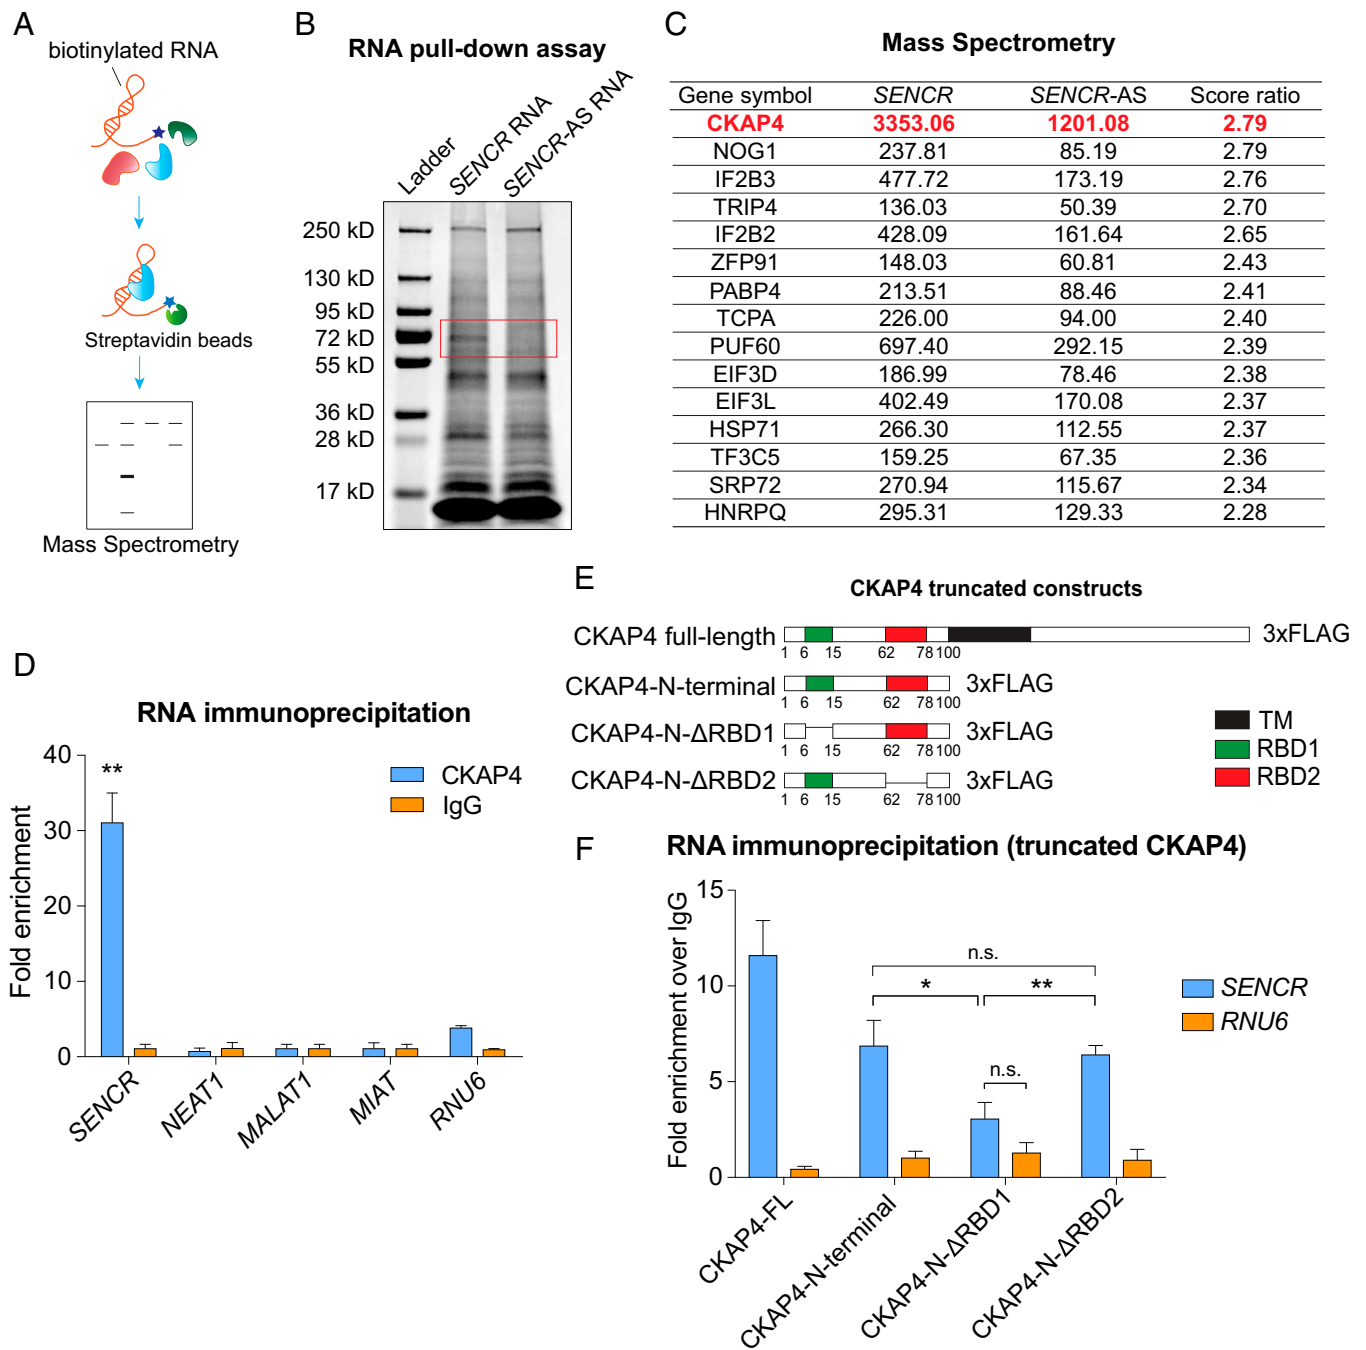 A
biotinylated RNA
Streptavidin beads
Mass Spectrometry
B
RNA pull-down assay
Ladder
SENCR RNA
SENCR-AS RNA
250 kD
130 kD
95 kD
72 kD
55 kD
36 kD
28 kD
17 kD
C
Mass Spectrometry
Gene symbol SENCR SENCR-AS Score ratio
CKAP4 3353.06 1201.08 2.79
NOG1 237.81 85.19 2.79
IF2B3 477.72 173.19 2.76
TRIP4 136.03 50.39 2.70
IF2B2 428.09 161.64 2.65
ZFP91 148.03 60.81 2.43
PABP4 213.51 88.46 2.41
TCPA 226.00 94.00 2.40
PUF60 697.40 292.15 2.39
EIF3D 186.99 78.46 2.38
EIF3L 402.49 170.08 2.37
HSP71 266.30 112.55 2.37
TF3C5 159.25 67.35 2.36
SRP72 270.94 115.67 2.34
HNRPQ 295.31 129.33 2.28
D
RNA immunoprecipitation
Fold enrichment
40
30
20
10
0
**
CKAP4
IgG
SENCR
NEAT1
MALAT1
MIAT
RNU6
E
CKAP4 truncated constructs
CKAP4 full-length 3xFLAG
1 6 15 62 78 100
CKAP4-N-terminal 3xFLAG
1 6 15 62 78 100
CKAP4-N-ΔRBD1 3xFLAG
1 6 15 62 78 100
CKAP4-N-ΔRBD2 3xFLAG
1 6 15 62 78 100
TM
RBD1
RBD2
F
RNA immunoprecipitation (truncated CKAP4)
Fold enrichment over IgG
15
10
5
0
n.s.
*
**
n.s.
SENCR
RNU6
CKAP4-FL
CKAP4-N-terminal
CKAP4-N-ΔRBD1
CKAP4-N-ΔRBD2